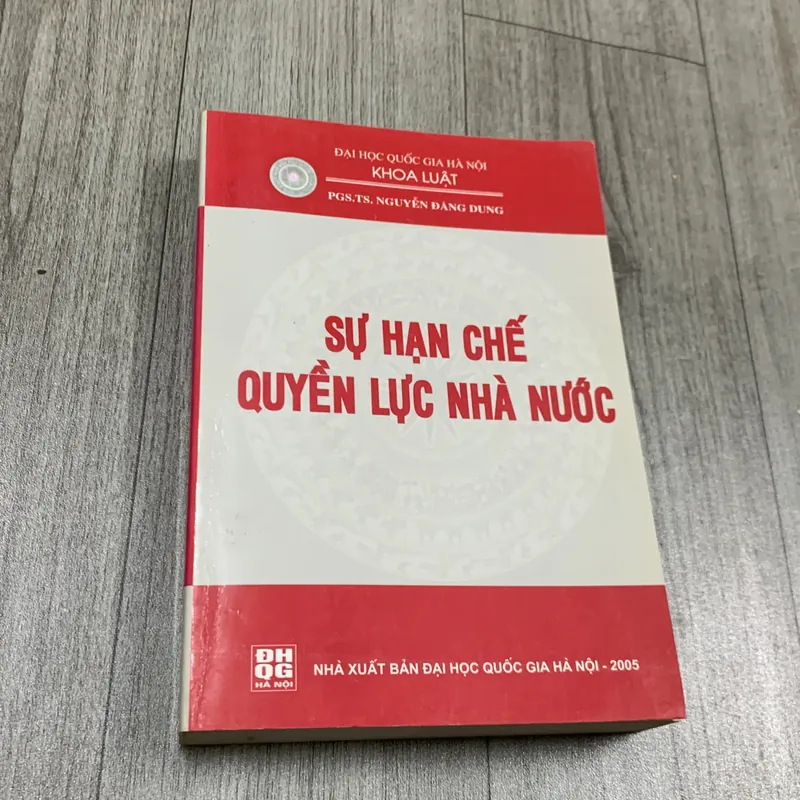 ĐẠI HỌC QUỐC GIA HÀ NỘI
KHOA LUẬT
PGS.TS. NGUYỄN ĐĂNG DUNG
SỰ HẠN CHẾ
QUYỀN LỰC NHÀ NƯỚC
ĐH
QG
HÀ NỘI
NHÀ XUẤT BẢN ĐẠI HỌC QUỐC GIA HÀ NỘI - 2005